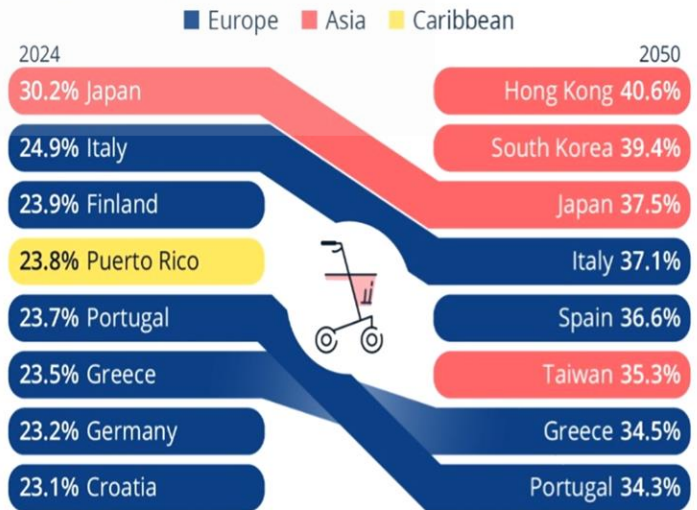 Europe Asia Caribbean
2024 2050
30.2% Japan Hong Kong 40.6%
24.9% Italy South Korea 39.4%
23.9% Finland Japan 37.5%
23.8% Puerto Rico Italy 37.1%
23.7% Portugal Spain 36.6%
23.5% Greece Taiwan 35.3%
23.2% Germany Greece 34.5%
23.1% Croatia Portugal 34.3%